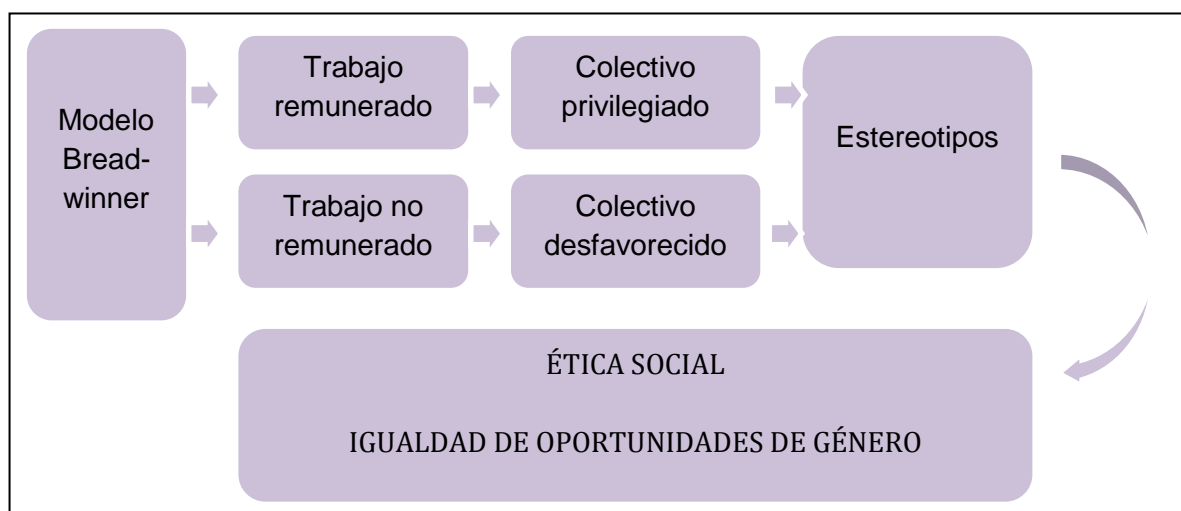 Modelo
Bread-
winner
Trabajo
remunerado
Colectivo
privilegiado
Trabajo no
remunerado
Colectivo
desfavorecido
Estereotipos
ÉTICA SOCIAL
IGUALDAD DE OPORTUNIDADES DE GÉNERO